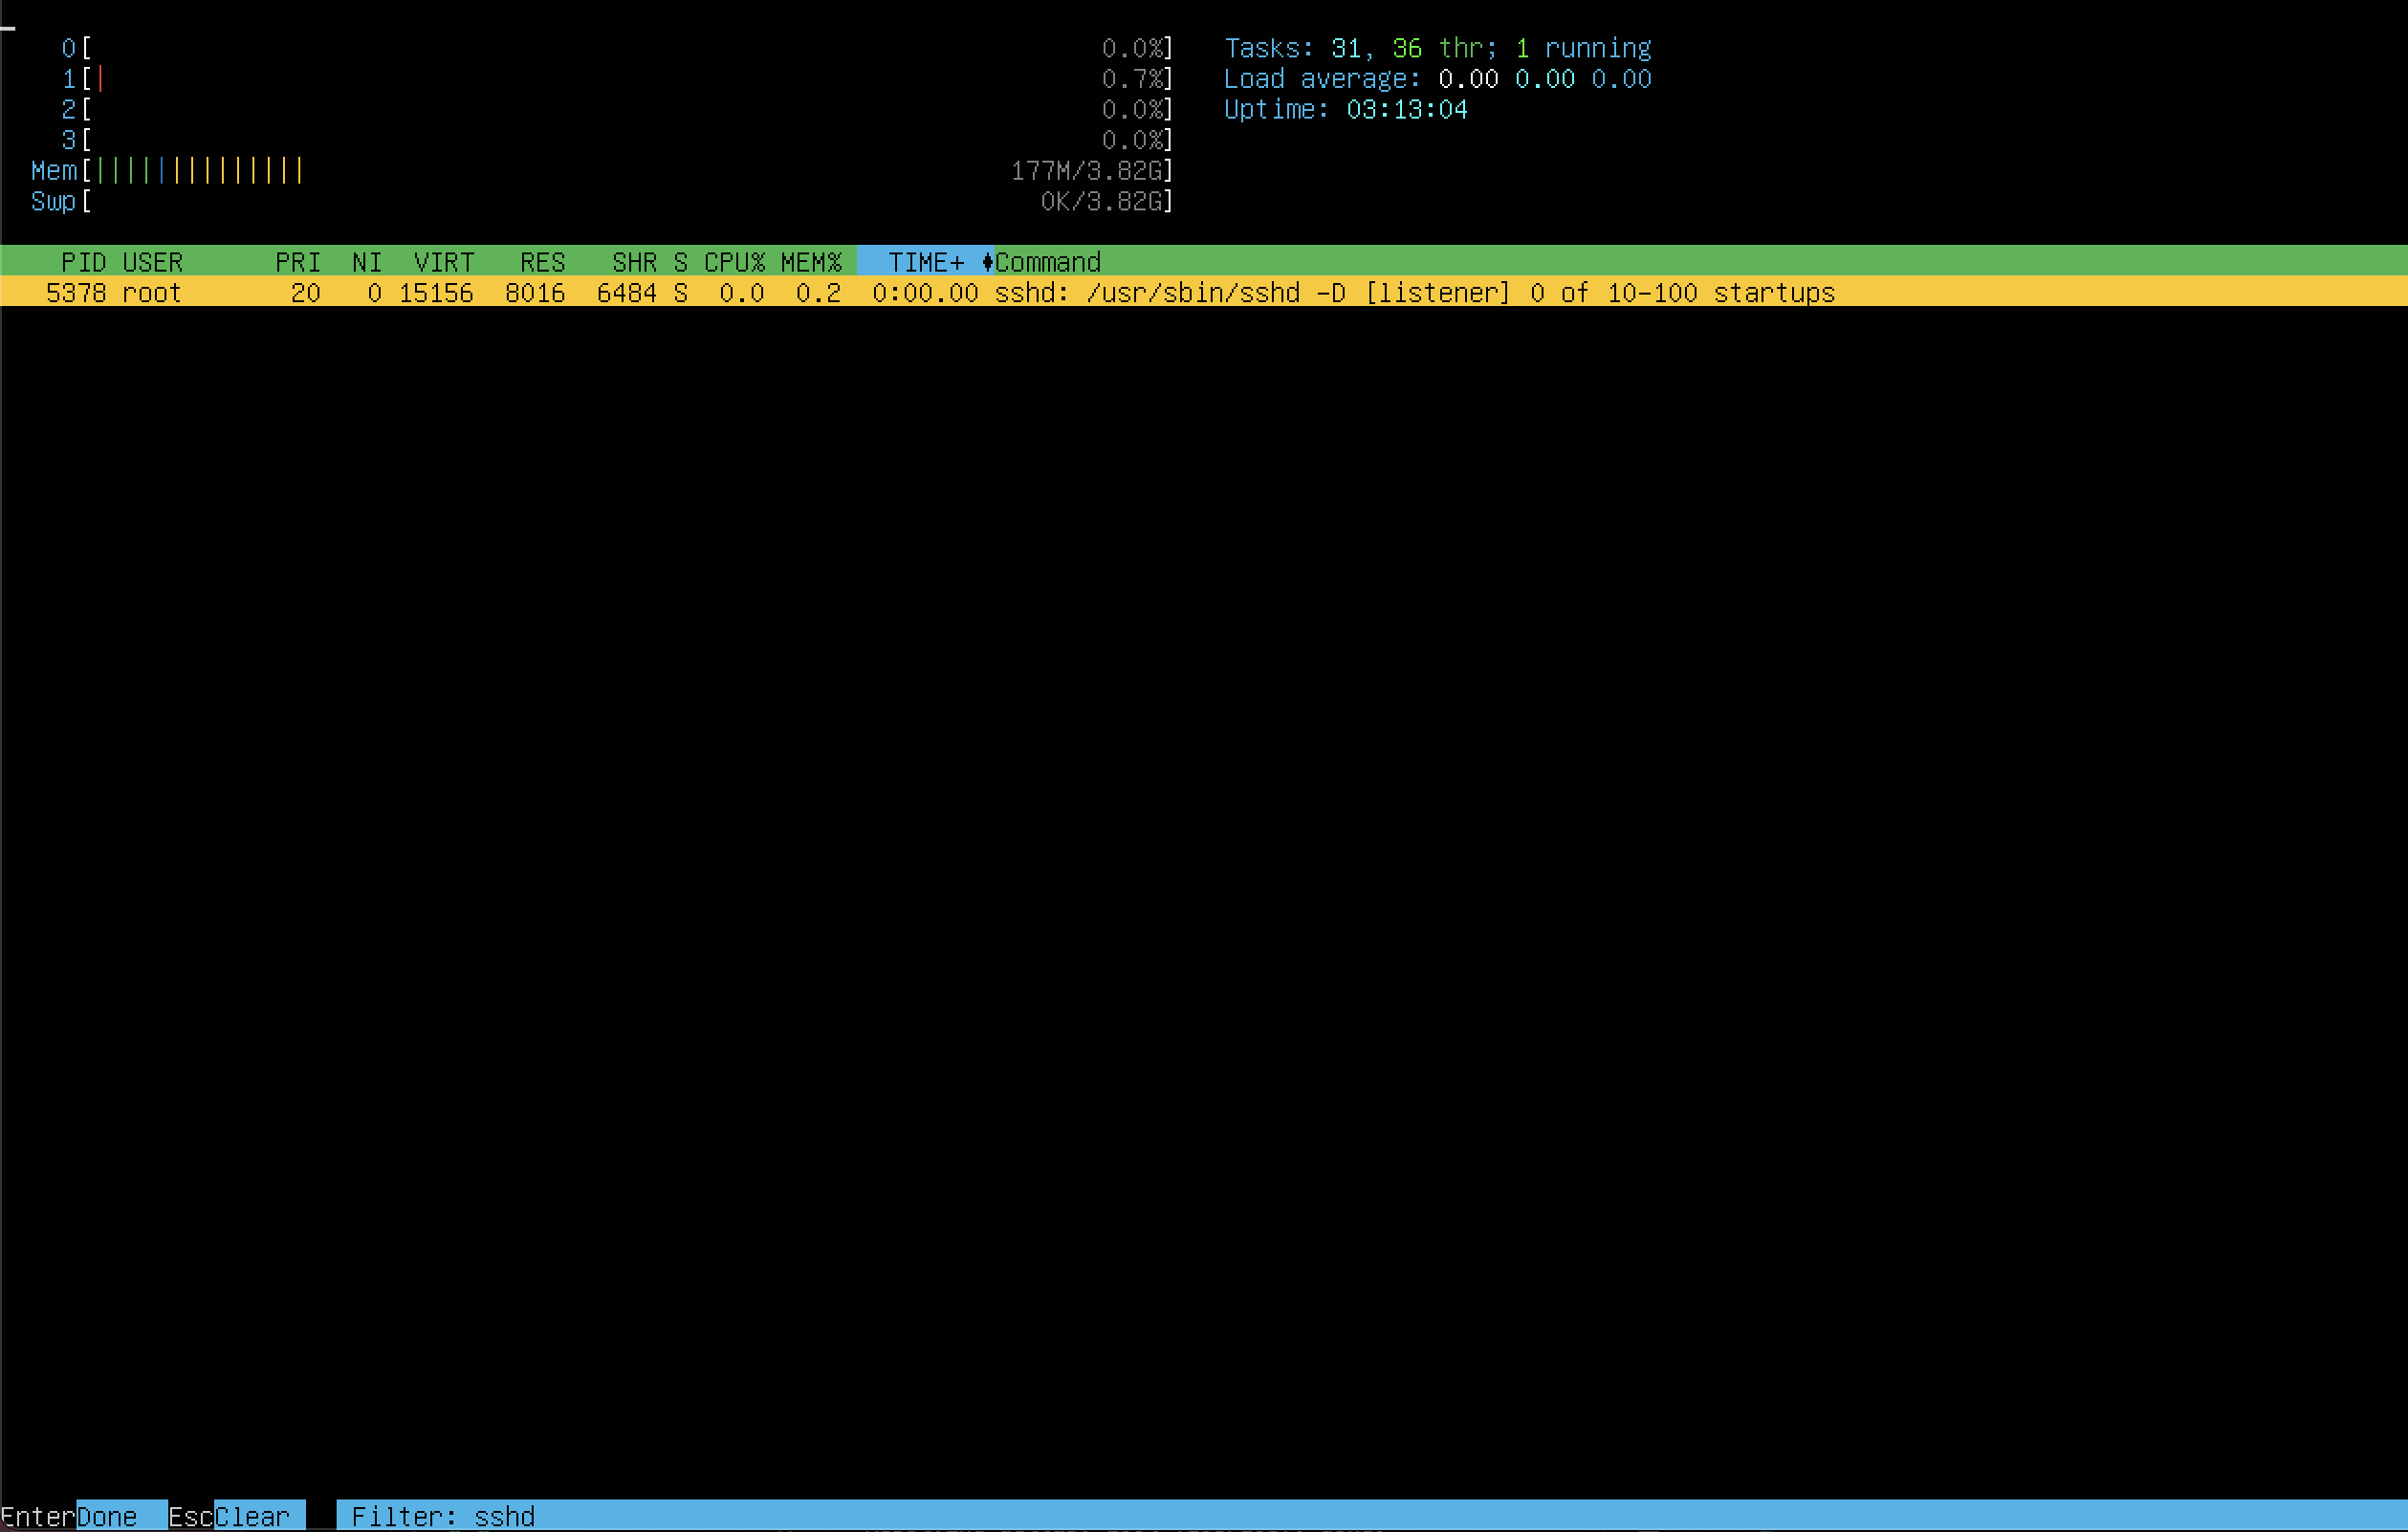 0[ 0.0%] Tasks: 31, 36 thr; 1 running
1[| 0.7%] Load average: 0.00 0.00 0.00
2[ 0.0%] Uptime: 03:13:04
3[ 0.0%]
Mem[|||||||||||||| 177M/3.82G]
Swp[ 0K/3.82G]
PID USER PRI NI VIRT RES SHR S CPU% MEM% TIME+ Command
5378 root 20 0 15156 8016 6484 S 0.0 0.2 0:00.00 sshd: /usr/sbin/sshd -D [listener] 0 of 10-100 startups
EnterDone EscClear Filter: sshd